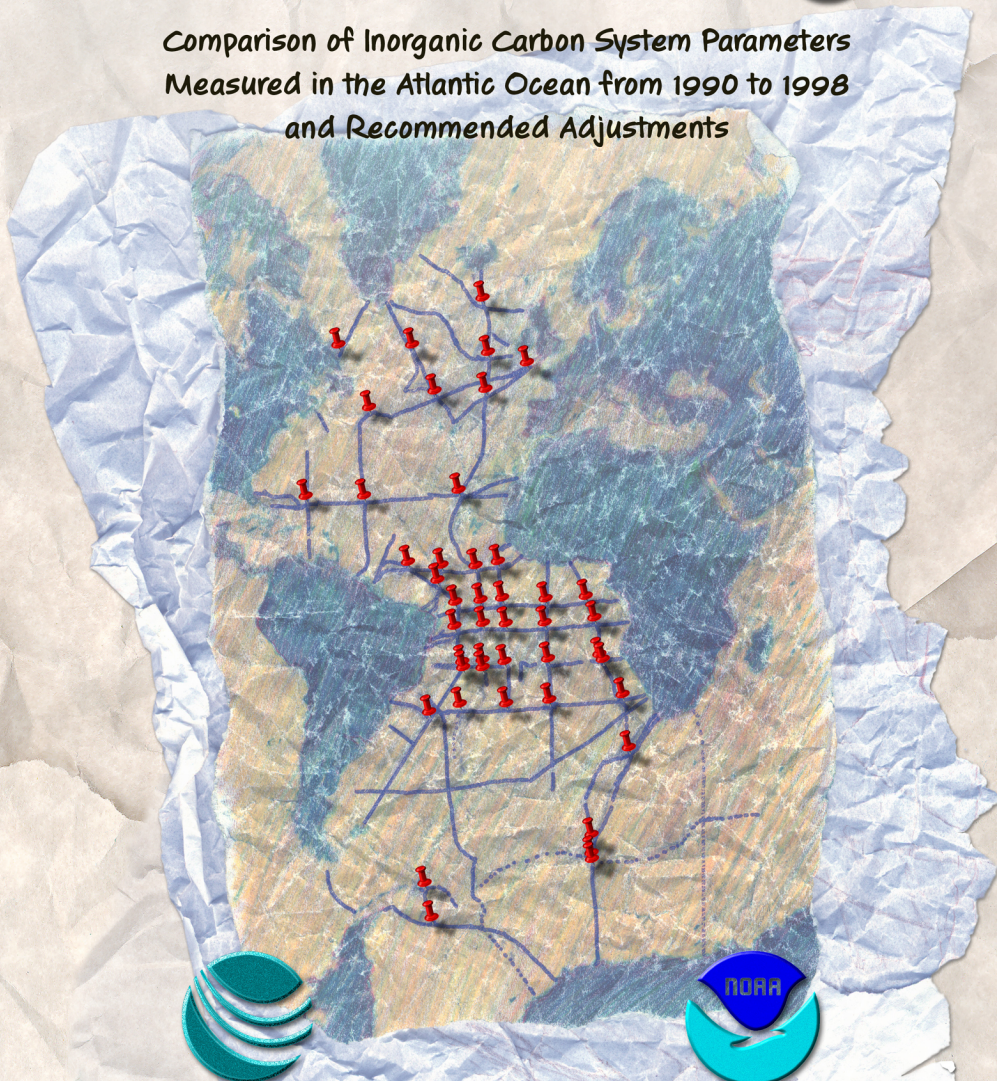 Comparison of Inorganic Carbon System Parameters
Measured in the Atlantic Ocean from 1990 to 1998
and Recommended Adjustments
NOAA